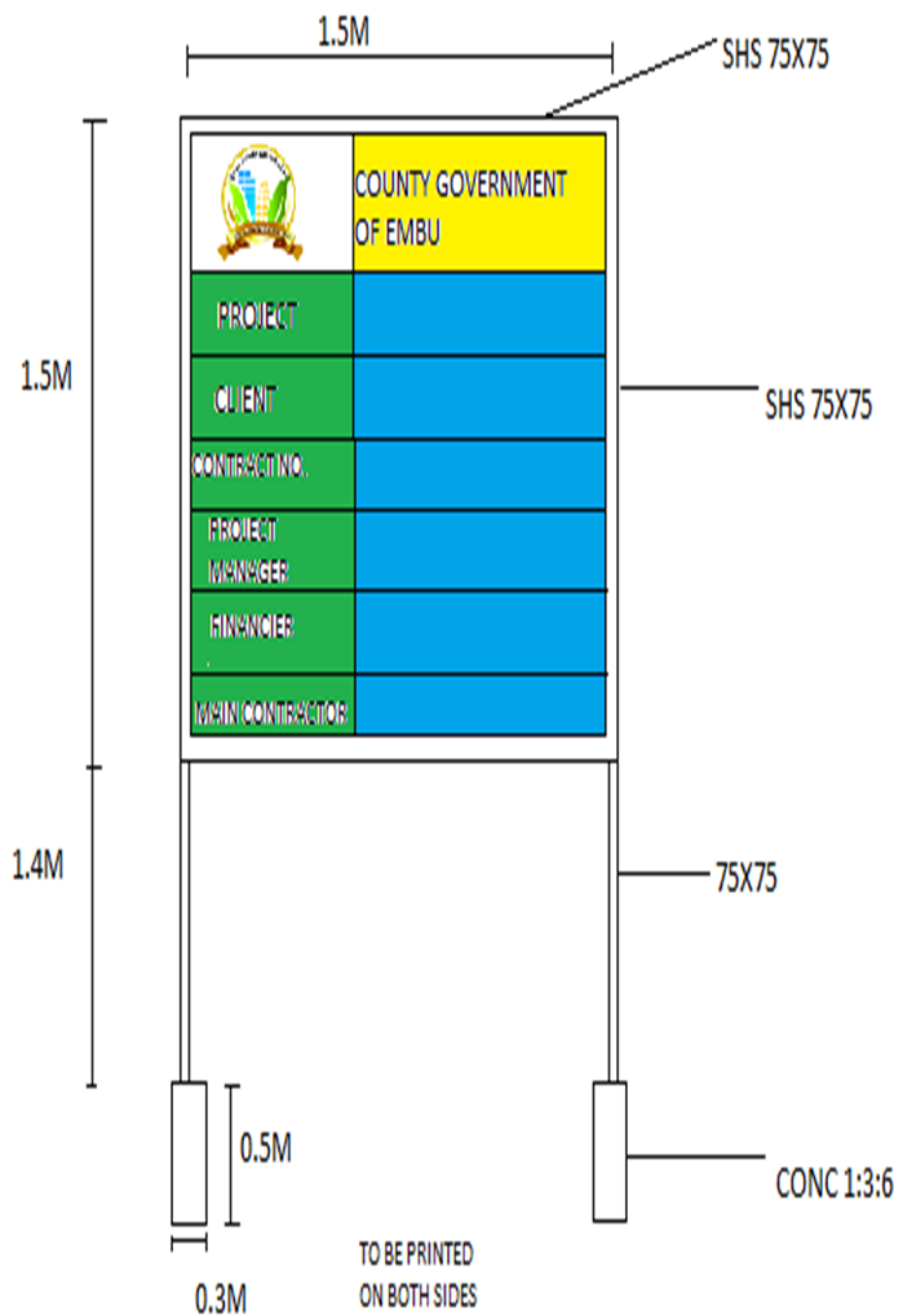 1.5M
SHS 75X75
COUNTY GOVERNMENT
OF EMBU
PROJECT
1.5M
CLIENT
SHS 75X75
CONTRACT NO..
PROJECT
MANAGER
FINANCIER
.
MAIN CONTRACTOR
1.4M
75X75
0.5M
CONC 1:3:6
0.3M
TO BE PRINTED
ON BOTH SIDES